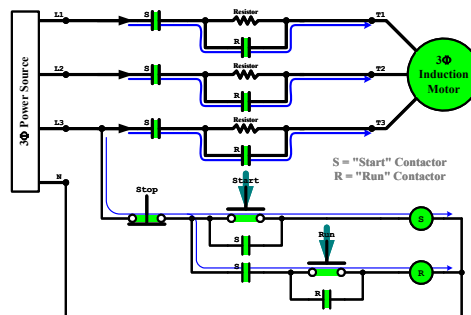 L1 S Resistor T1
R
L2 S Resistor T2
R
L3 S Resistor T3
R
N
3Φ Power Source
3Φ
Induction
Motor
S = "Start" Contactor
R = "Run" Contactor
Stop
Start
S
S
Run
S
R
R